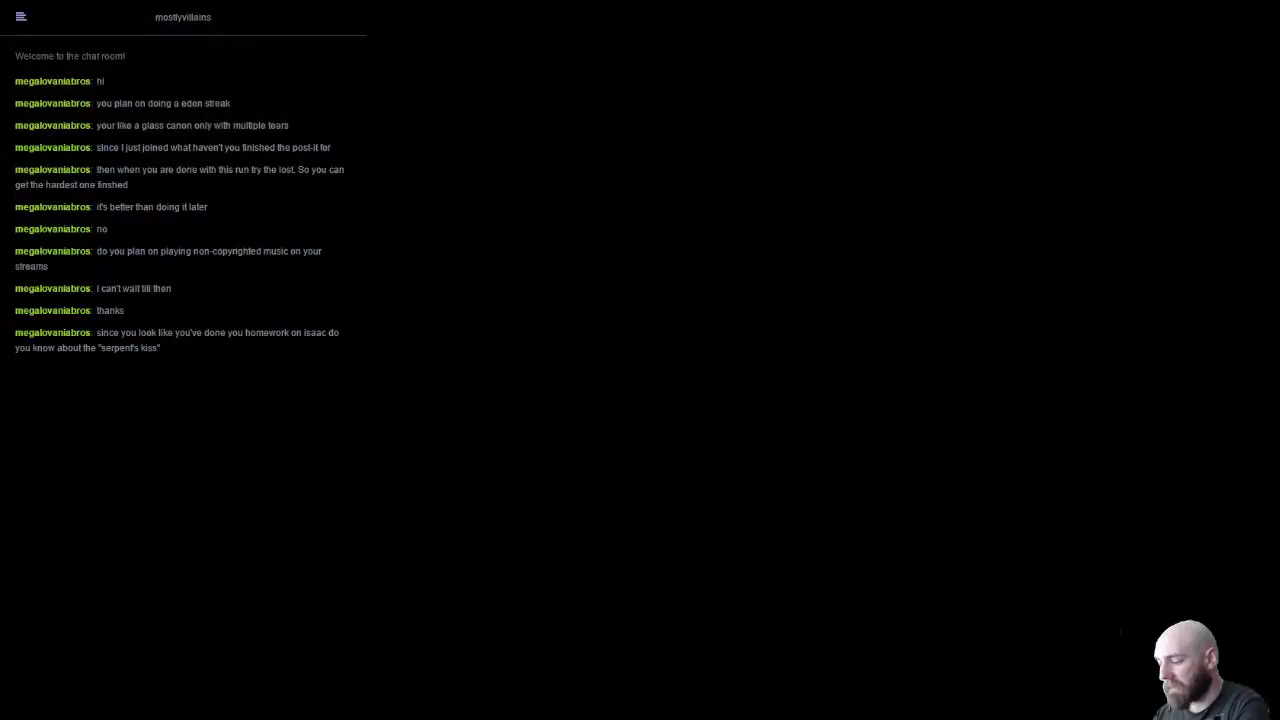 mostlyvillains
Welcome to the chat room!
megalovaniabros: hi
megalovaniabros: you plan on doing a eden streak
megalovaniabros: your like a glass canon only with multiple tears
megalovaniabros: since I just joined what haven't you finished the post-it for
megalovaniabros: then when you are done with this run try the lost. So you can
get the hardest one finshed
megalovaniabros: it's better than doing it later
megalovaniabros: no
megalovaniabros: do you plan on playing non-copyrighted music on your
streams
megalovaniabros: I can't wait till then
megalovaniabros: thanks
megalovaniabros: since you look like you've done you homework on isaac do
you know about the "serpent's kiss"